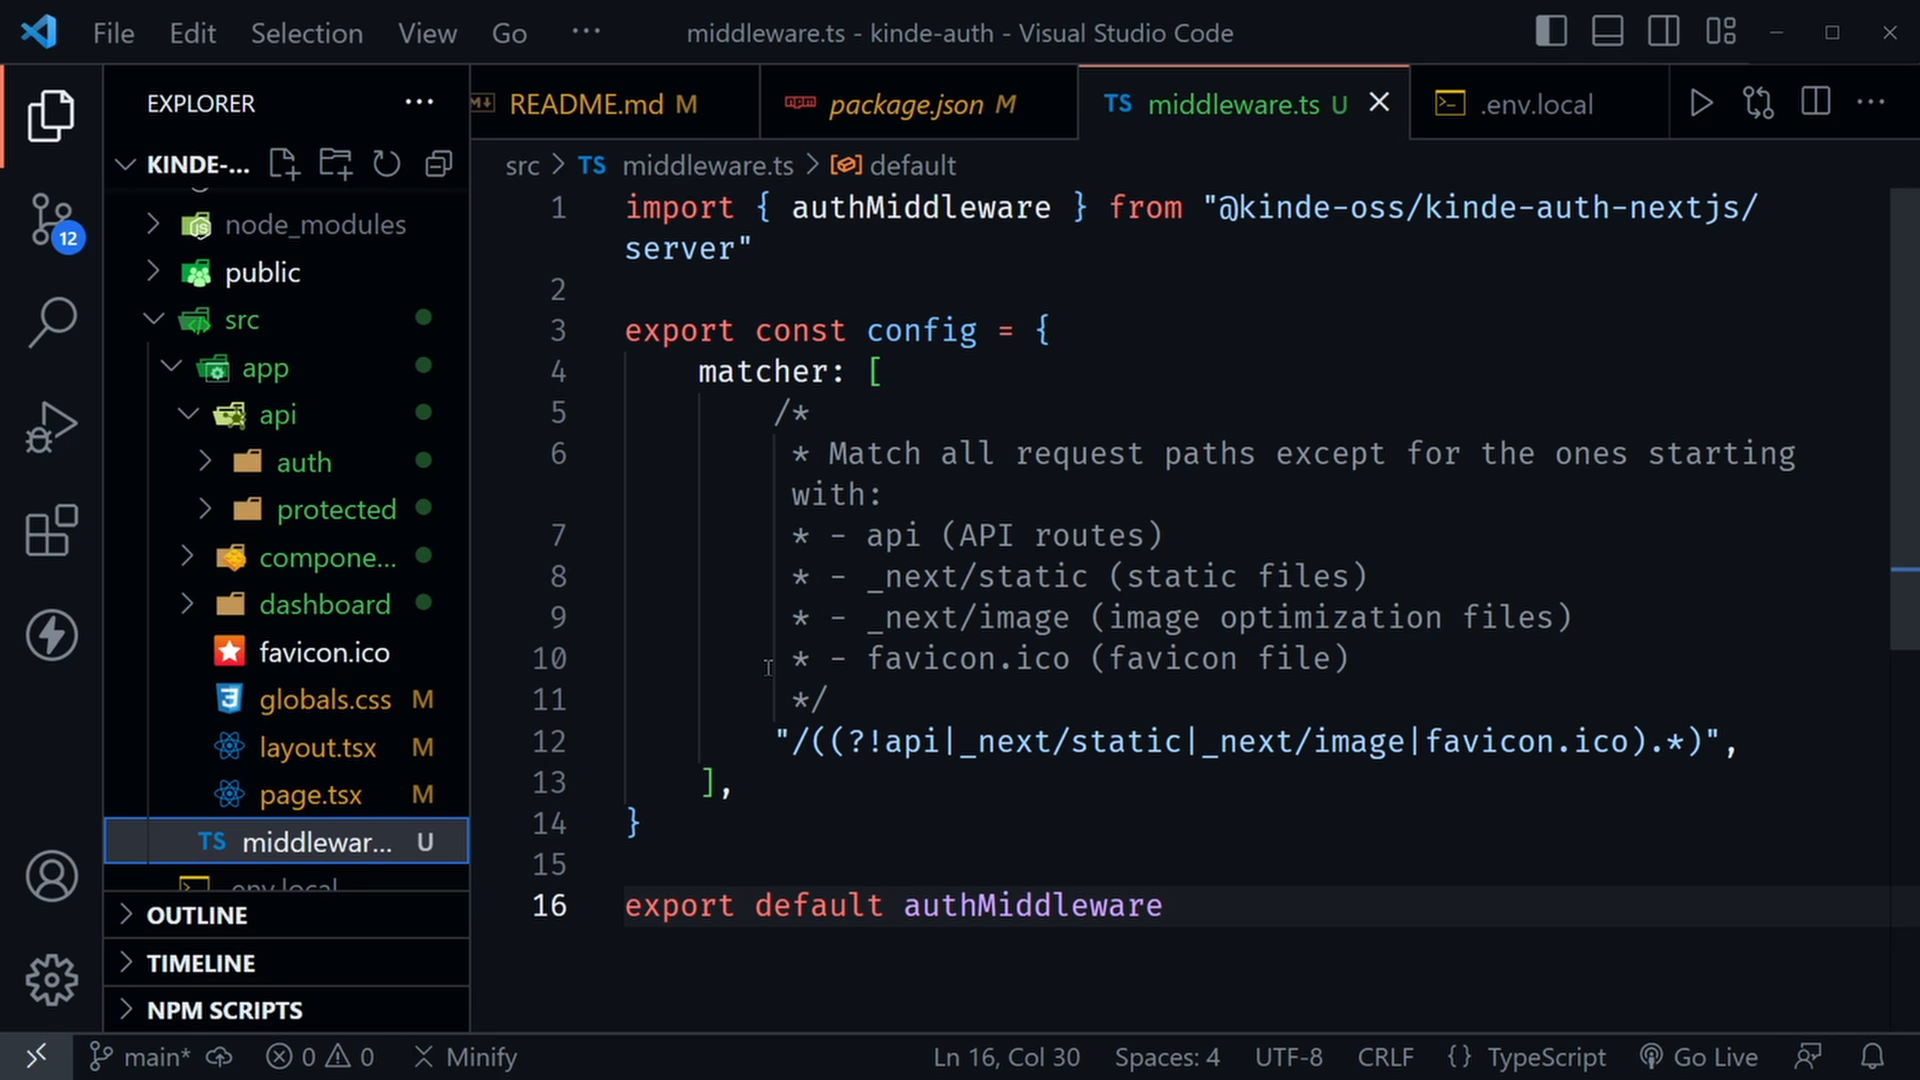 File Edit Selection View Go ··· middleware.ts - kinde-auth - Visual Studio Code
EXPLORER ···
README.md M package.json M TS middleware.ts U .env.local ···
KINDE-...
src > TS middleware.ts > default
12
node_modules
public
src
app
api
auth
protected
compone...
dashboard
favicon.ico
globals.css M
layout.tsx M
page.tsx M
TS middlewar... U
.env.local
OUTLINE
TIMELINE
NPM SCRIPTS
1 import { authMiddleware } from "@kinde-oss/kinde-auth-nextjs/
server"
2
3 export const config = {
4 matcher: [
5 /*
6 * Match all request paths except for the ones starting
with:
7 * - api (API routes)
8 * - _next/static (static files)
9 * - _next/image (image optimization files)
10 * - favicon.ico (favicon file)
11 */
12 "/((?!api|_next/static|_next/image|favicon.ico).*)",
13 ],
14 }
15
16 export default authMiddleware
main* 0 0 Minify Ln 16, Col 30 Spaces: 4 UTF-8 CRLF { } TypeScript Go Live